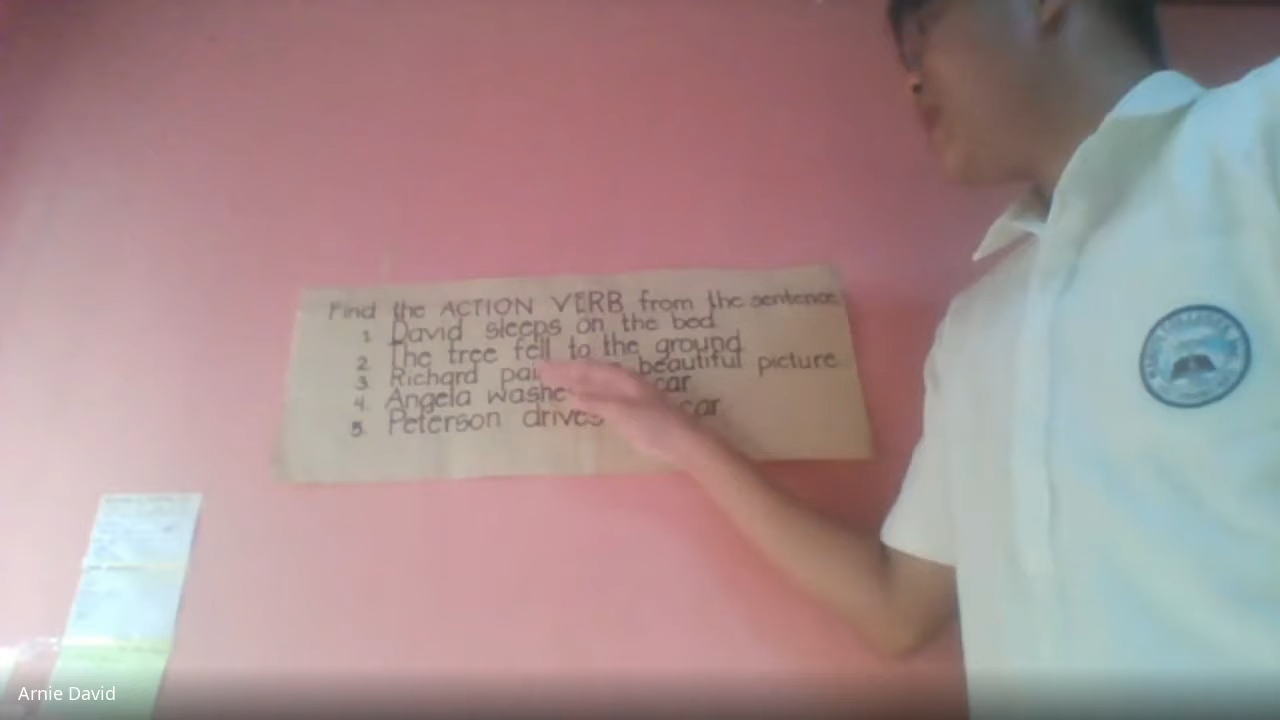 Find the ACTION VERB from the sentence
1. David sleeps on the bed
2. The tree fell to the ground
3. Richard beautiful picture
4. Angela car
5. Peterson drives car
Arnie David